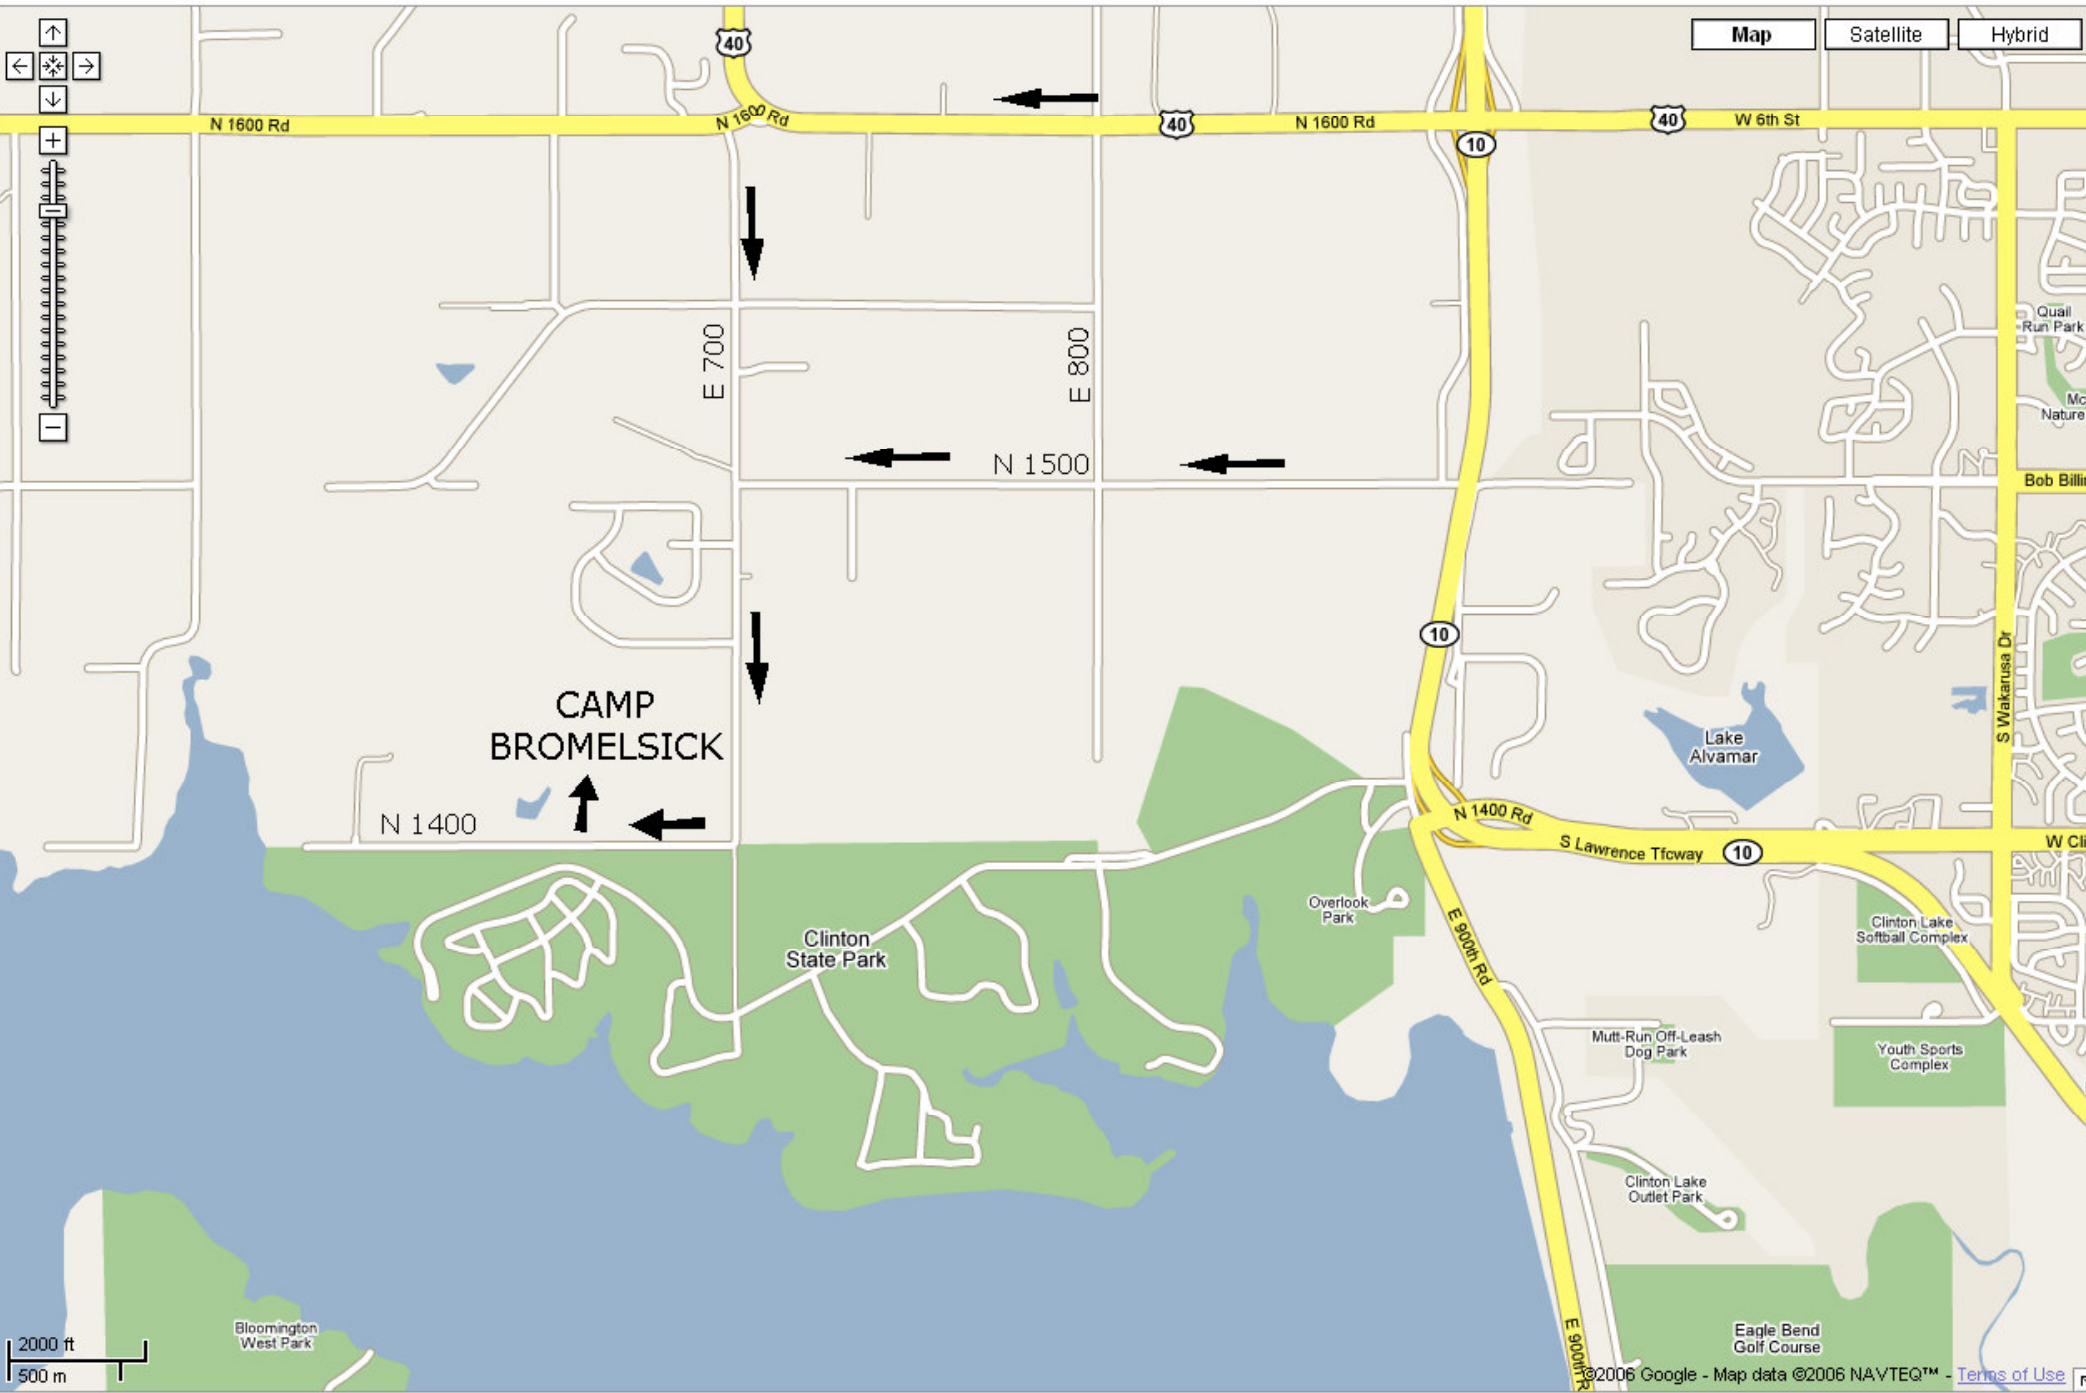 Map
Satellite
Hybrid
40
N 1600 Rd
N 1600 Rd
40
N 1600 Rd
40
W 6th St
10
Quail
Run Park
E 700
E 800
Mc
Nature
N 1500
Bob Billi
10
S Wakarusa Dr
CAMP
BROMELSICK
Lake
Alvamar
N 1400
N 1400 Rd
S Lawrence Tfcway
10
W Cli
Overlook
Park
E 900th Rd
Clinton Lake
Softball Complex
Clinton
State Park
Mutt-Run Off-Leash
Dog Park
Youth Sports
Complex
Clinton Lake
Outlet Park
Bloomington
West Park
Eagle Bend
Golf Course
E 900th R
2000 ft
500 m
©2006 Google - Map data ©2006 NAVTEQ™ - Terms of Use